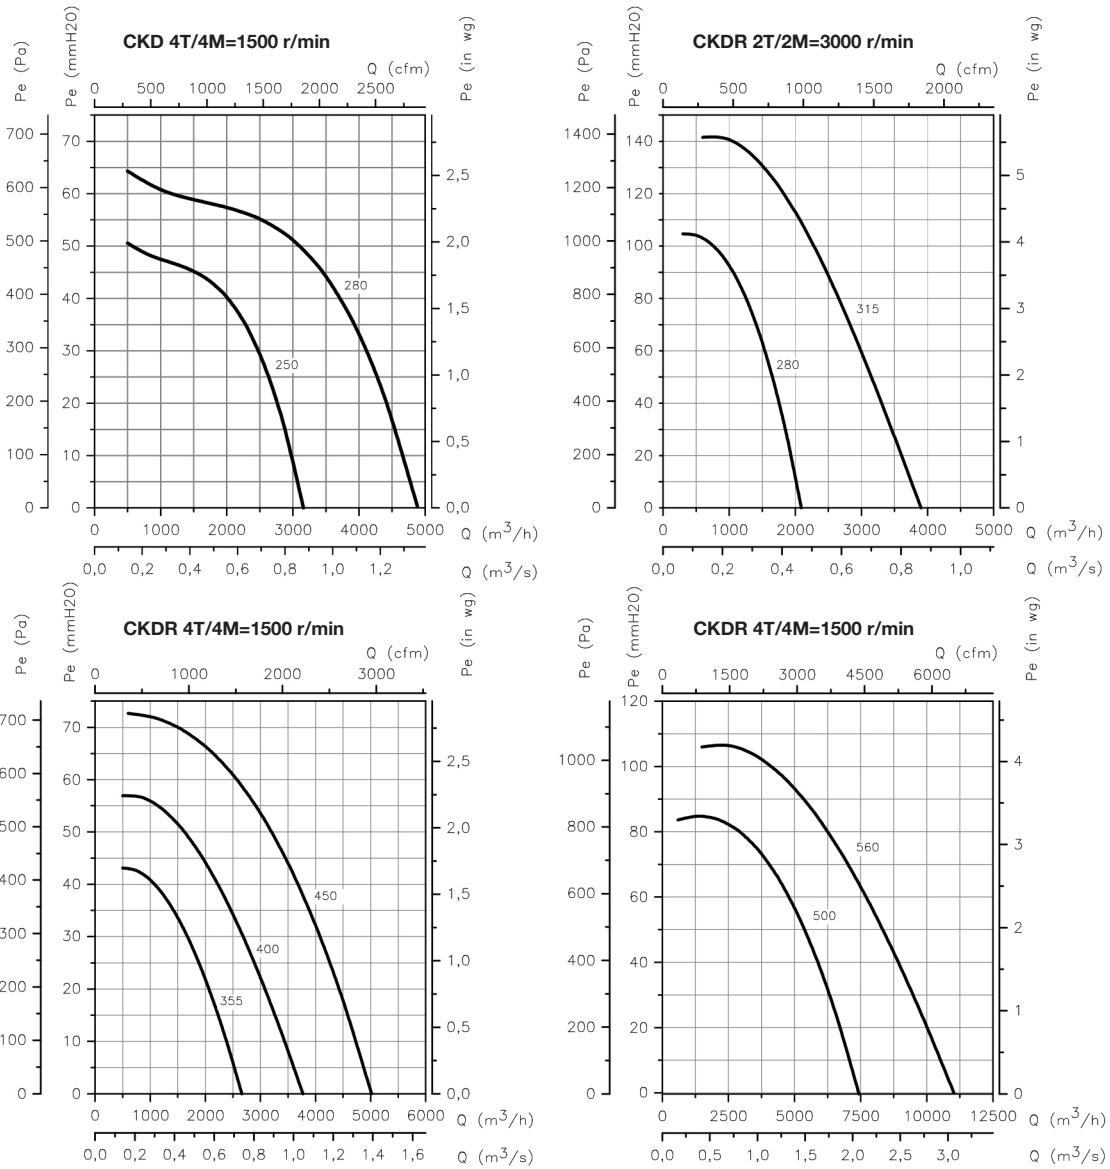 CKD 4T/4M=1500 r/min
Pe (Pa)
Pe (mmH2O)
Pe (in wg)
Q (cfm)
0 500 1000 1500 2000 2500
700 600 500 400 300 200 100 0
70 60 50 40 30 20 10 0
2,5 2,0 1,5 1,0 0,5 0,0
280
250
0 1000 2000 3000 4000 5000 Q (m³/h)
0,0 0,2 0,4 0,6 0,8 1,0 1,2 Q (m³/s)
CKDR 2T/2M=3000 r/min
Pe (Pa)
Pe (mmH2O)
Pe (in wg)
Q (cfm)
0 500 1000 1500 2000
1400 1200 1000 800 600 400 200 0
140 120 100 80 60 40 20 0
5 4 3 2 1 0
315
280
0 1000 2000 3000 4000 5000 Q (m³/h)
0,0 0,2 0,4 0,6 0,8 1,0 Q (m³/s)
CKDR 4T/4M=1500 r/min
Pe (Pa)
Pe (mmH2O)
Pe (in wg)
Q (cfm)
0 1000 2000 3000
700 600 500 400 300 200 100 0
70 60 50 40 30 20 10 0
2,5 2,0 1,5 1,0 0,5 0,0
450
400
355
0 1000 2000 3000 4000 5000 6000 Q (m³/h)
0,0 0,2 0,4 0,6 0,8 1,0 1,2 1,4 1,6 Q (m³/s)
CKDR 4T/4M=1500 r/min
Pe (Pa)
Pe (mmH2O)
Pe (in wg)
Q (cfm)
0 1500 3000 4500 6000
1000 800 600 400 200 0
120 100 80 60 40 20 0
4 3 2 1 0
560
500
0 2500 5000 7500 10000 12500 Q (m³/h)
0,0 0,5 1,0 1,5 2,0 2,5 3,0 Q (m³/s)